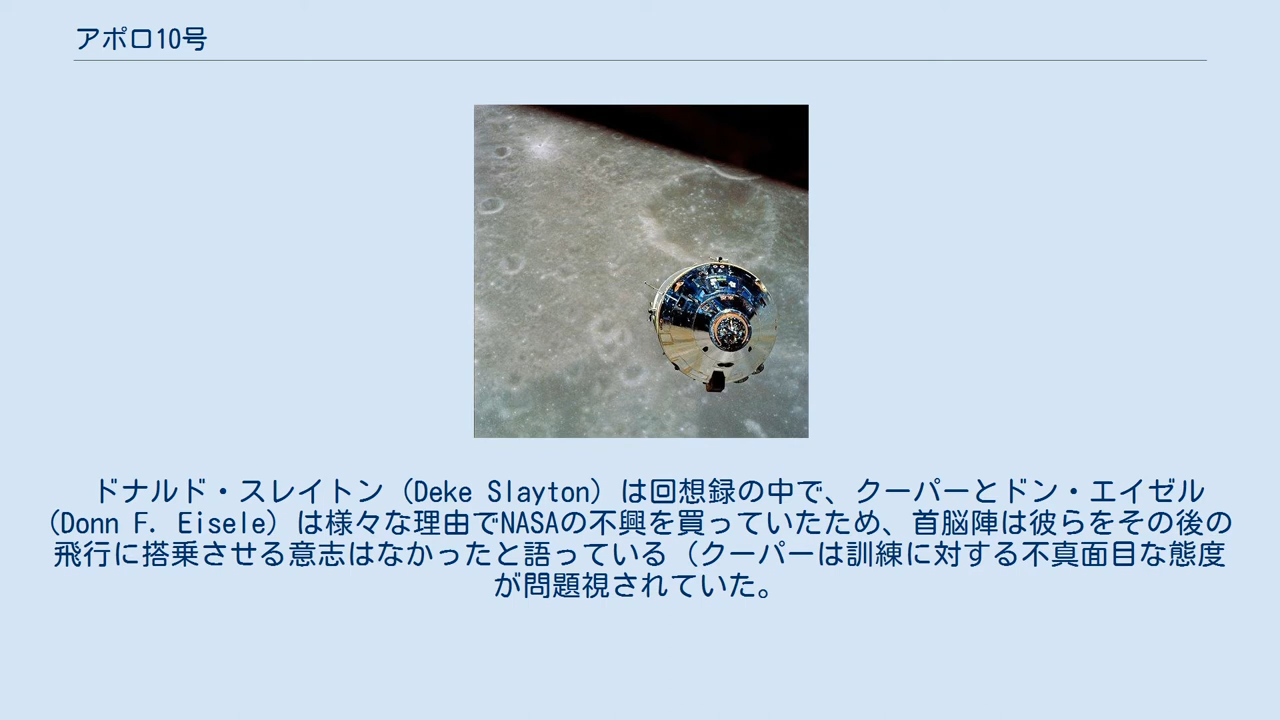 アポロ10号
ドナルド・スレイトン（Deke Slayton）は回想録の中で、クーパーとドン・エイゼル
（Donn F. Eisele）は様々な理由でNASAの不興を買っていたため、首脳陣は彼らをその後の
飛行に搭乗させる意志はなかったと語っている（クーパーは訓練に対する不真面目な態度
が問題視されていた。